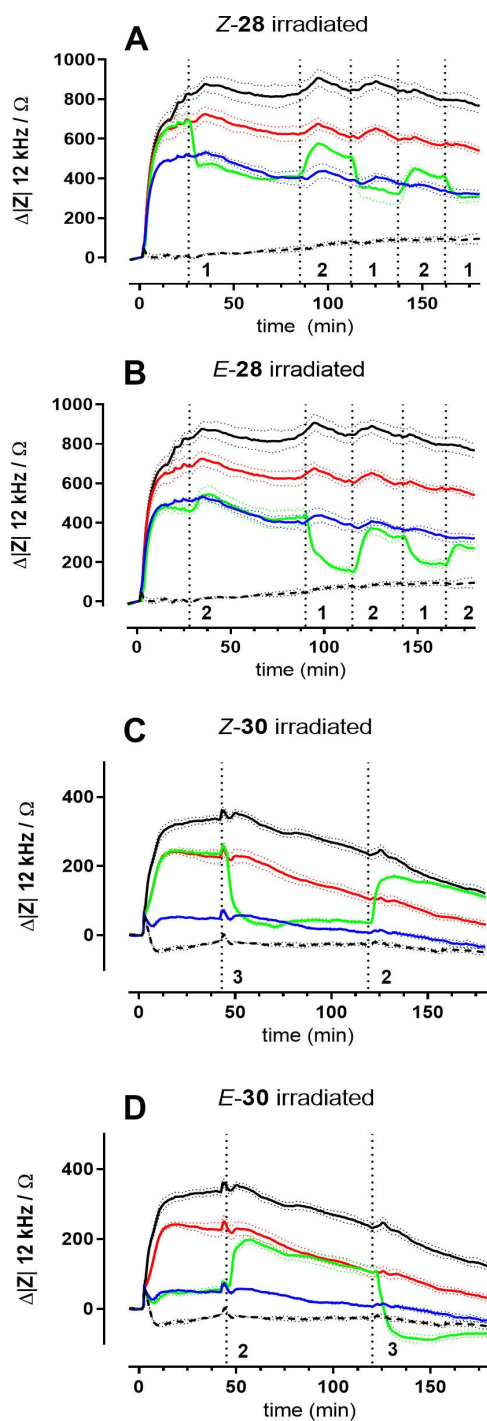 A
Z-28 irradiated
Δ|Z| 12 kHz / Ω
1000
800
600
400
200
0
1 2 1 2 1
0 50 100 150
time (min)
B
E-28 irradiated
Δ|Z| 12 kHz / Ω
1000
800
600
400
200
0
2 1 2 1 2
0 50 100 150
time (min)
C
Z-30 irradiated
Δ|Z| 12 kHz / Ω
400
200
0
3 2
0 50 100 150
time (min)
D
E-30 irradiated
Δ|Z| 12 kHz / Ω
400
200
0
2 3
0 50 100 150
time (min)